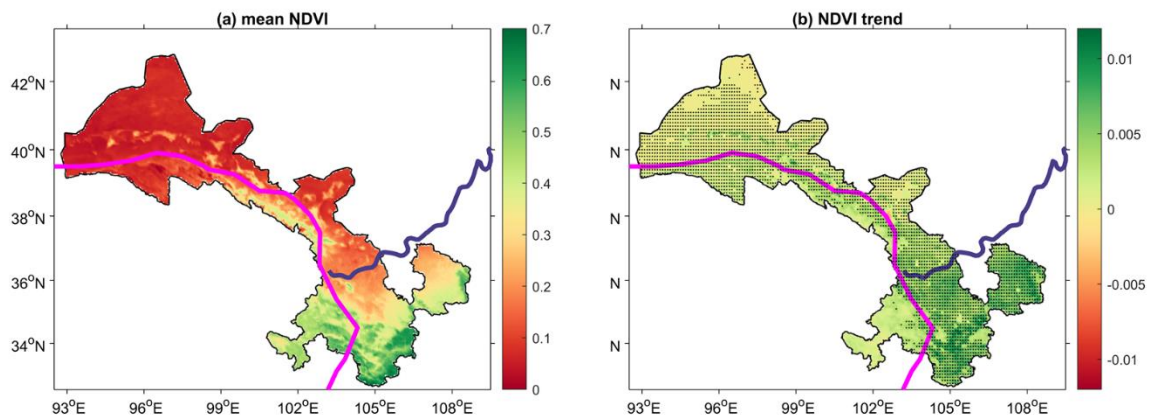 (a) mean NDVI
42°N
40°N
38°N
36°N
34°N
93°E
96°E
99°E
102°E
105°E
108°E
0.7
0.6
0.5
0.4
0.3
0.2
0.1
0
(b) NDVI trend
N
N
N
N
N
93°E
96°E
99°E
102°E
105°E
108°E
0.01
0.005
0
-0.005
-0.01